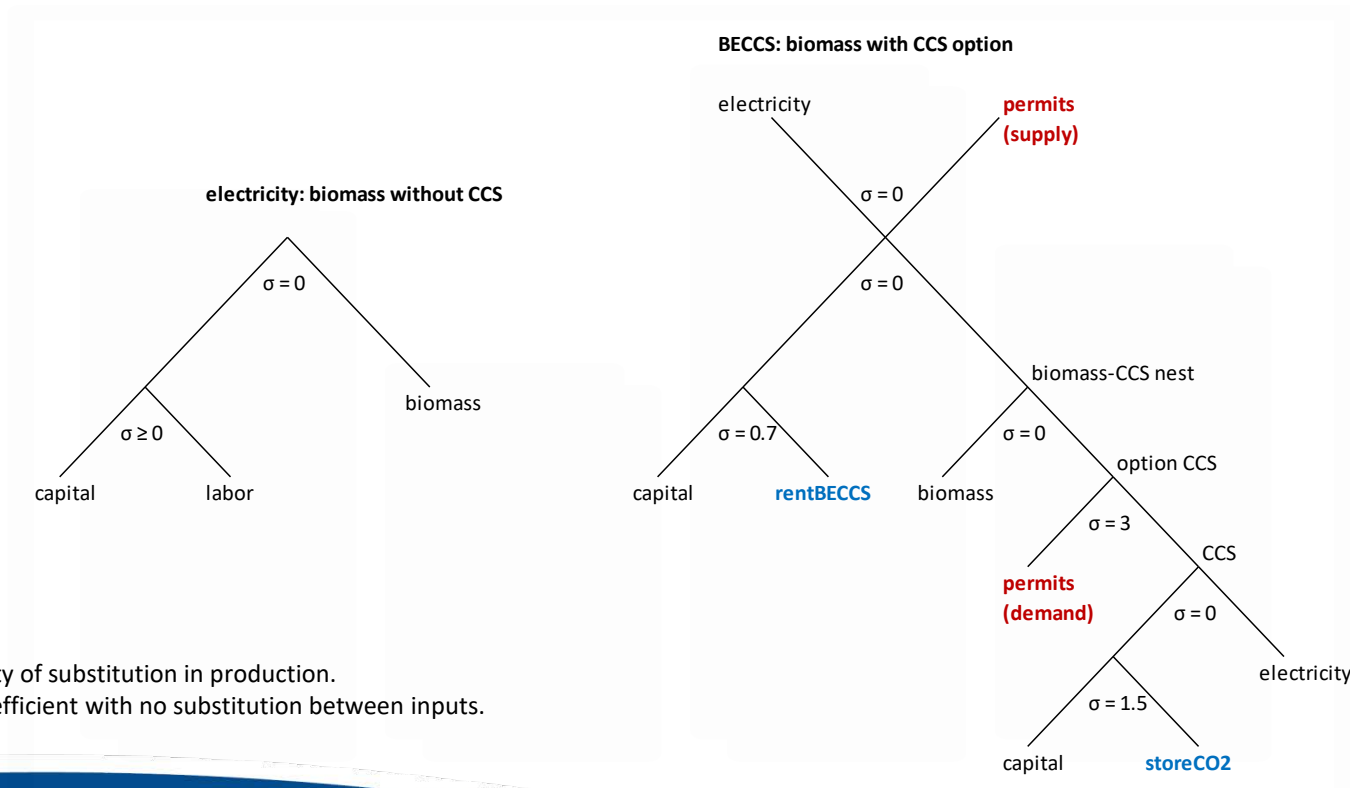 BECCS: biomass with CCS option
electricity
permits
(supply)
σ = 0
electricity: biomass without CCS
σ = 0
σ = 0
biomass-CCS nest
biomass
σ ≥ 0
σ = 0.7
σ = 0
option CCS
capital
labor
capital
rentBECCS
biomass
σ = 3
CCS
permits
(demand)
σ = 0
electricity
ty of substitution in production.
efficient with no substitution between inputs.
σ = 1.5
capital
storeCO2